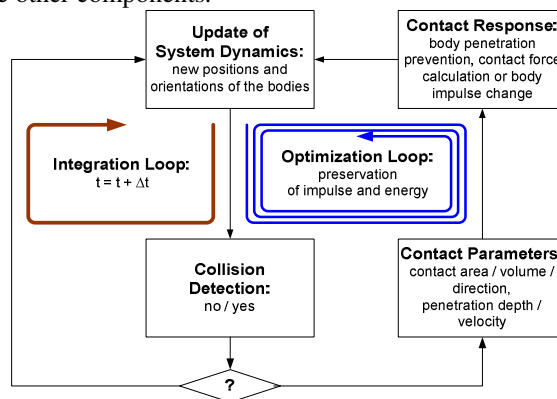 e other components.
Update of
System Dynamics:
new positions and
orientations of the bodies
Contact Response:
body penetration
prevention, contact force
calculation or body
impulse change
Integration Loop:
t = t + Δt
Optimization Loop:
preservation
of impulse and energy
Collision
Detection:
no / yes
Contact Parameters
contact area / volume /
direction,
penetration depth /
velocity
?